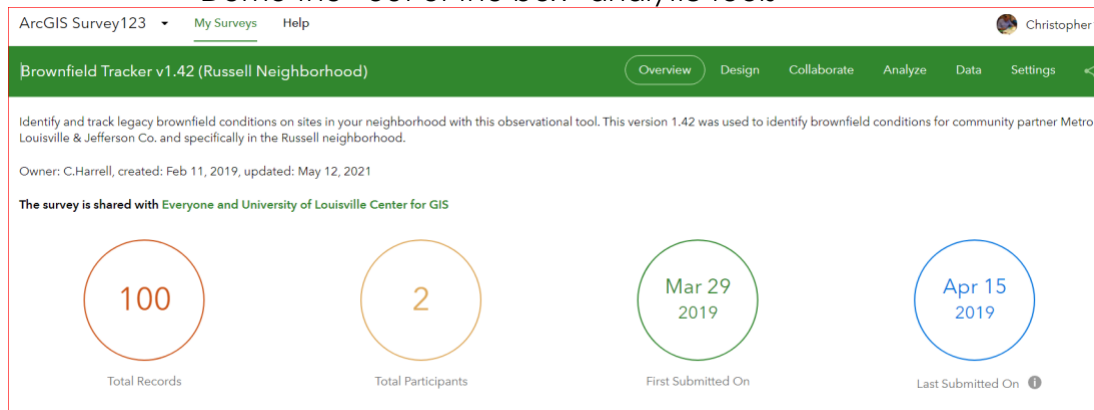 ArcGIS Survey123 My Surveys Help Christopher
Brownfield Tracker v1.42 (Russell Neighborhood) Overview Design Collaborate Analyze Data Settings
Identify and track legacy brownfield conditions on sites in your neighborhood with this observational tool. This version 1.42 was used to identify brownfield conditions for community partner Metro
Louisville & Jefferson Co. and specifically in the Russell neighborhood.
Owner: C.Harrell, created: Feb 11, 2019, updated: May 12, 2021
The survey is shared with Everyone and University of Louisville Center for GIS
100
Total Records
2
Total Participants
Mar 29
2019
First Submitted On
Apr 15
2019
Last Submitted On